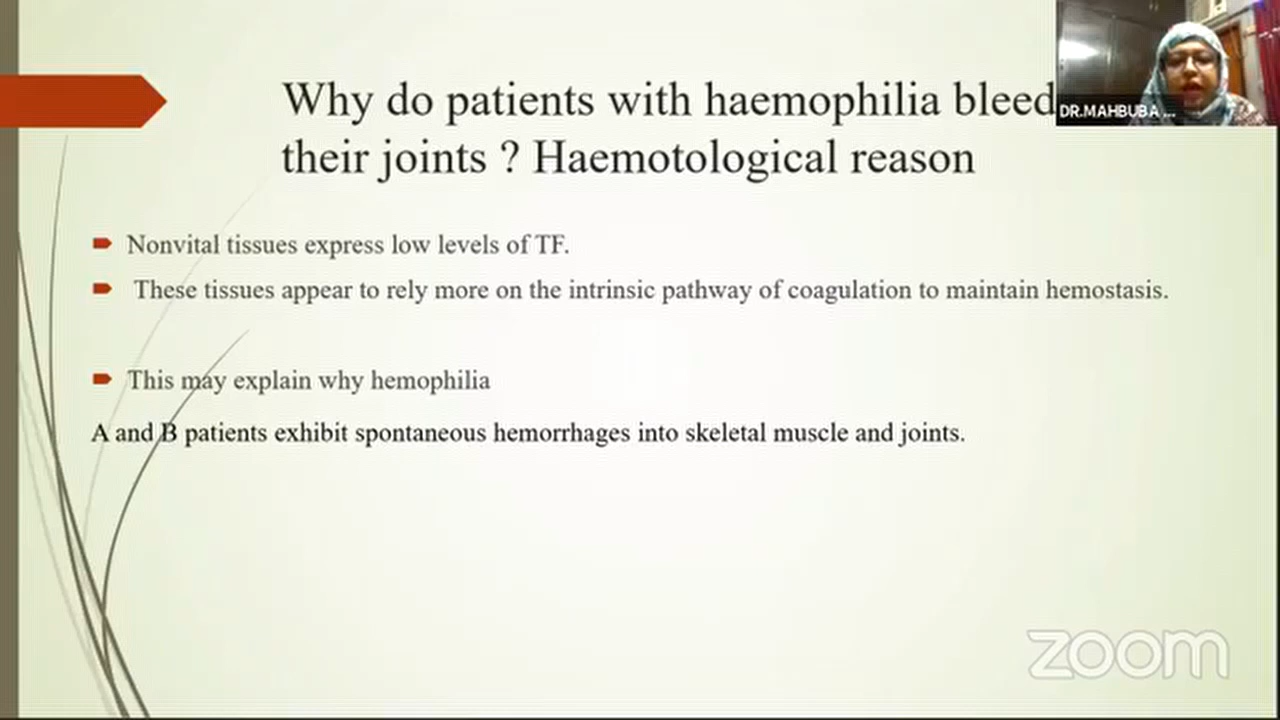 Why do patients with haemophilia bleed
their joints ? Haemotological reason
DR.MAHBUBA ...
Nonvital tissues express low levels of TF.
These tissues appear to rely more on the intrinsic pathway of coagulation to maintain hemostasis.
This may explain why hemophilia
A and B patients exhibit spontaneous hemorrhages into skeletal muscle and joints.
zoom